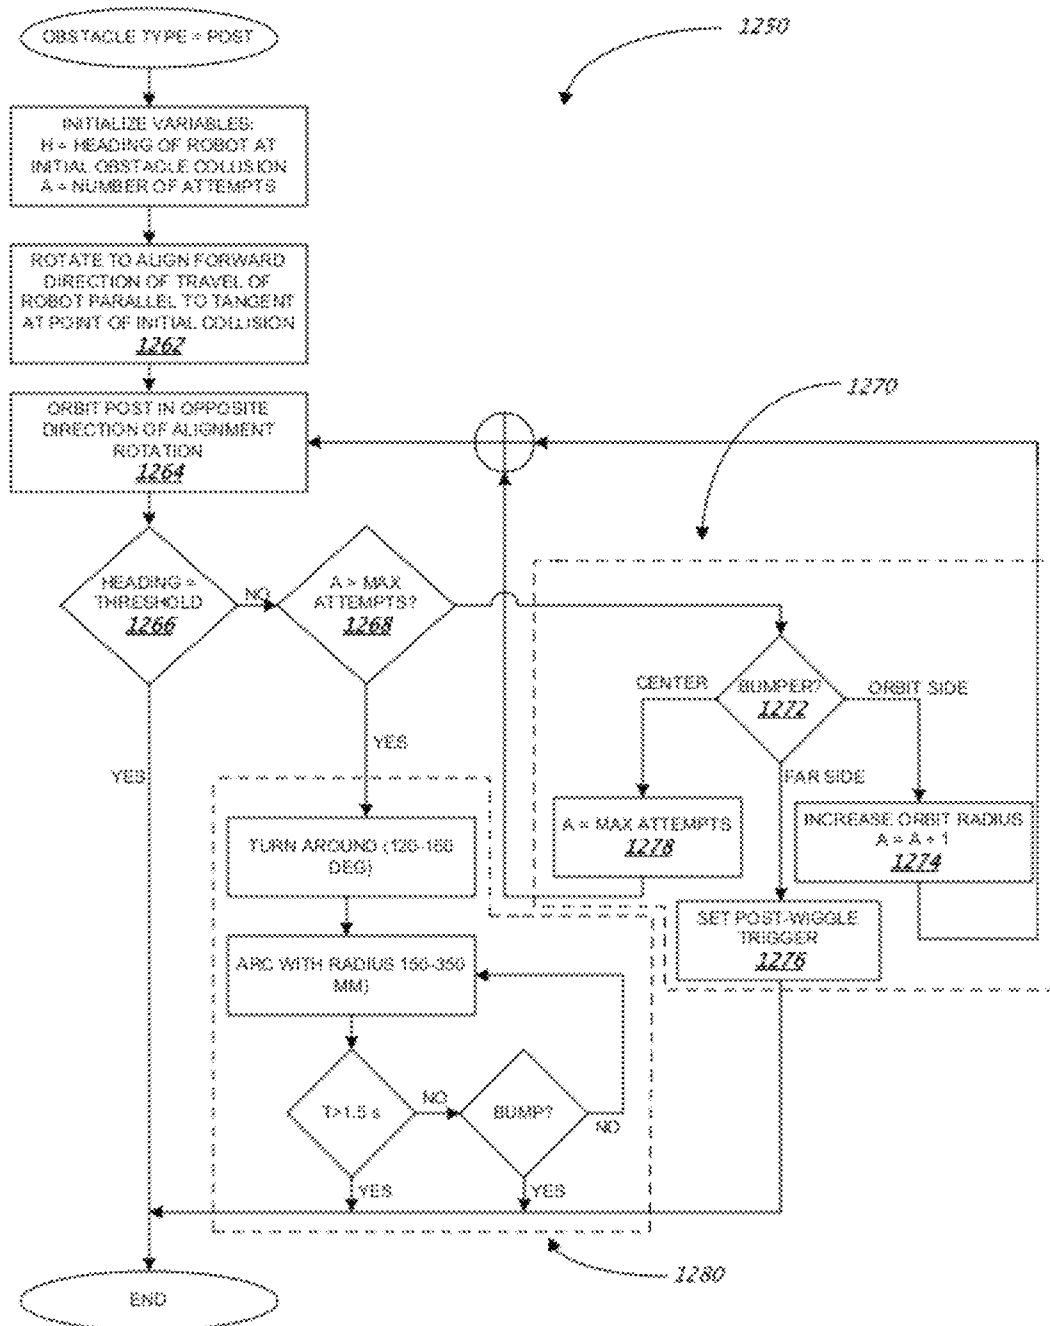 OBSTACLE TYPE = POST
1250
INITIALIZE VARIABLES:
H = HEADING OF ROBOT AT
INITIAL OBSTACLE COLLISION
A = NUMBER OF ATTEMPTS
ROTATE TO ALIGN FORWARD
DIRECTION OF TRAVEL OF
ROBOT PARALLEL TO TANGENT
AT POINT OF INITIAL COLLISION
1262
1270
ORBIT POST IN OPPOSITE
DIRECTION OF ALIGNMENT
ROTATION
1264
HEADING =
THRESHOLD
1266
NO
A > MAX
ATTEMPTS?
1268
BUMPER?
1272
CENTER
ORBIT SIDE
YES
YES
FAR SIDE
A = MAX ATTEMPTS
1278
INCREASE ORBIT RADIUS
A = A + 1
1274
TURN AROUND (120-160
DEG)
SET POST-WIGGLE
TRIGGER
1276
ARC WITH RADIUS 150-350
MM)
T>1.5 s
NO
BUMP?
NO
YES
YES
1280
END